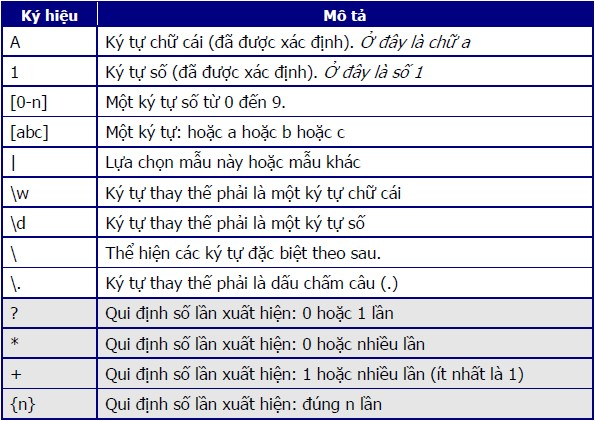 Ký hiệu Mô tả
A Ký tự chữ cái (đã được xác định). Ở đây là chữ a
1 Ký tự số (đã được xác định). Ở đây là số 1
[0-n] Một ký tự số từ 0 đến 9.
[abc] Một ký tự: hoặc a hoặc b hoặc c
| Lựa chọn mẫu này hoặc mẫu khác
\w Ký tự thay thế phải là một ký tự chữ cái
\d Ký tự thay thế phải là một ký tự số
\ Thể hiện các ký tự đặc biệt theo sau.
\. Ký tự thay thế phải là dấu chấm câu (.)
? Qui định số lần xuất hiện: 0 hoặc 1 lần
* Qui định số lần xuất hiện: 0 hoặc nhiều lần
+ Qui định số lần xuất hiện: 1 hoặc nhiều lần (ít nhất là 1)
{n} Qui định số lần xuất hiện: đúng n lần